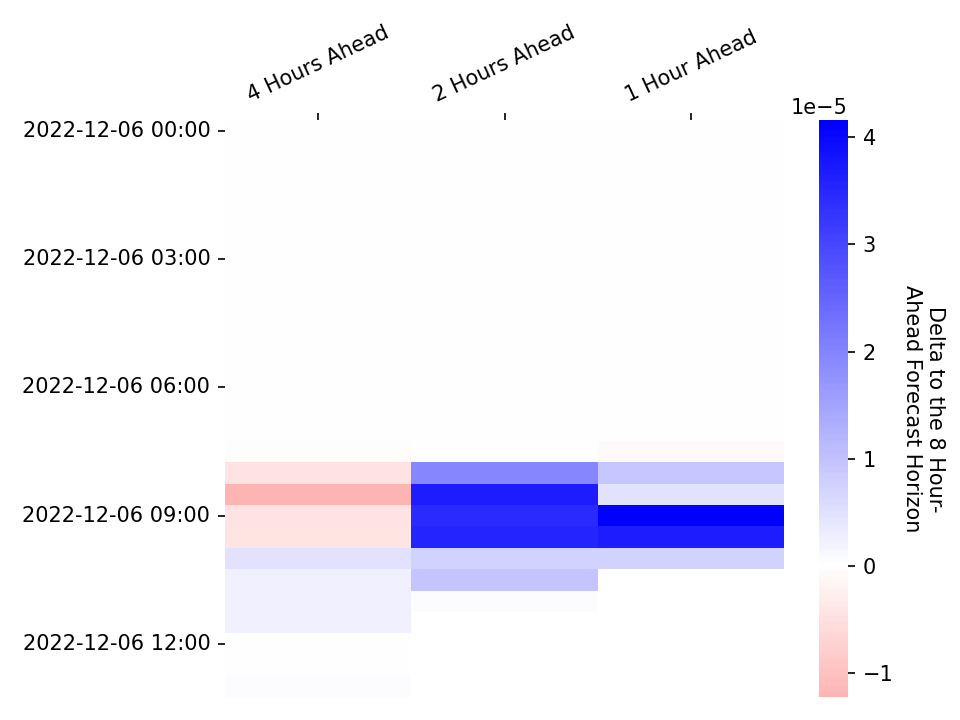 4 Hours Ahead
2 Hours Ahead
1 Hour Ahead
1e−5
2022-12-06 00:00
2022-12-06 03:00
2022-12-06 06:00
2022-12-06 09:00
2022-12-06 12:00
4
3
2
1
0
−1
Delta to the 8 Hour-
Ahead Forecast Horizon